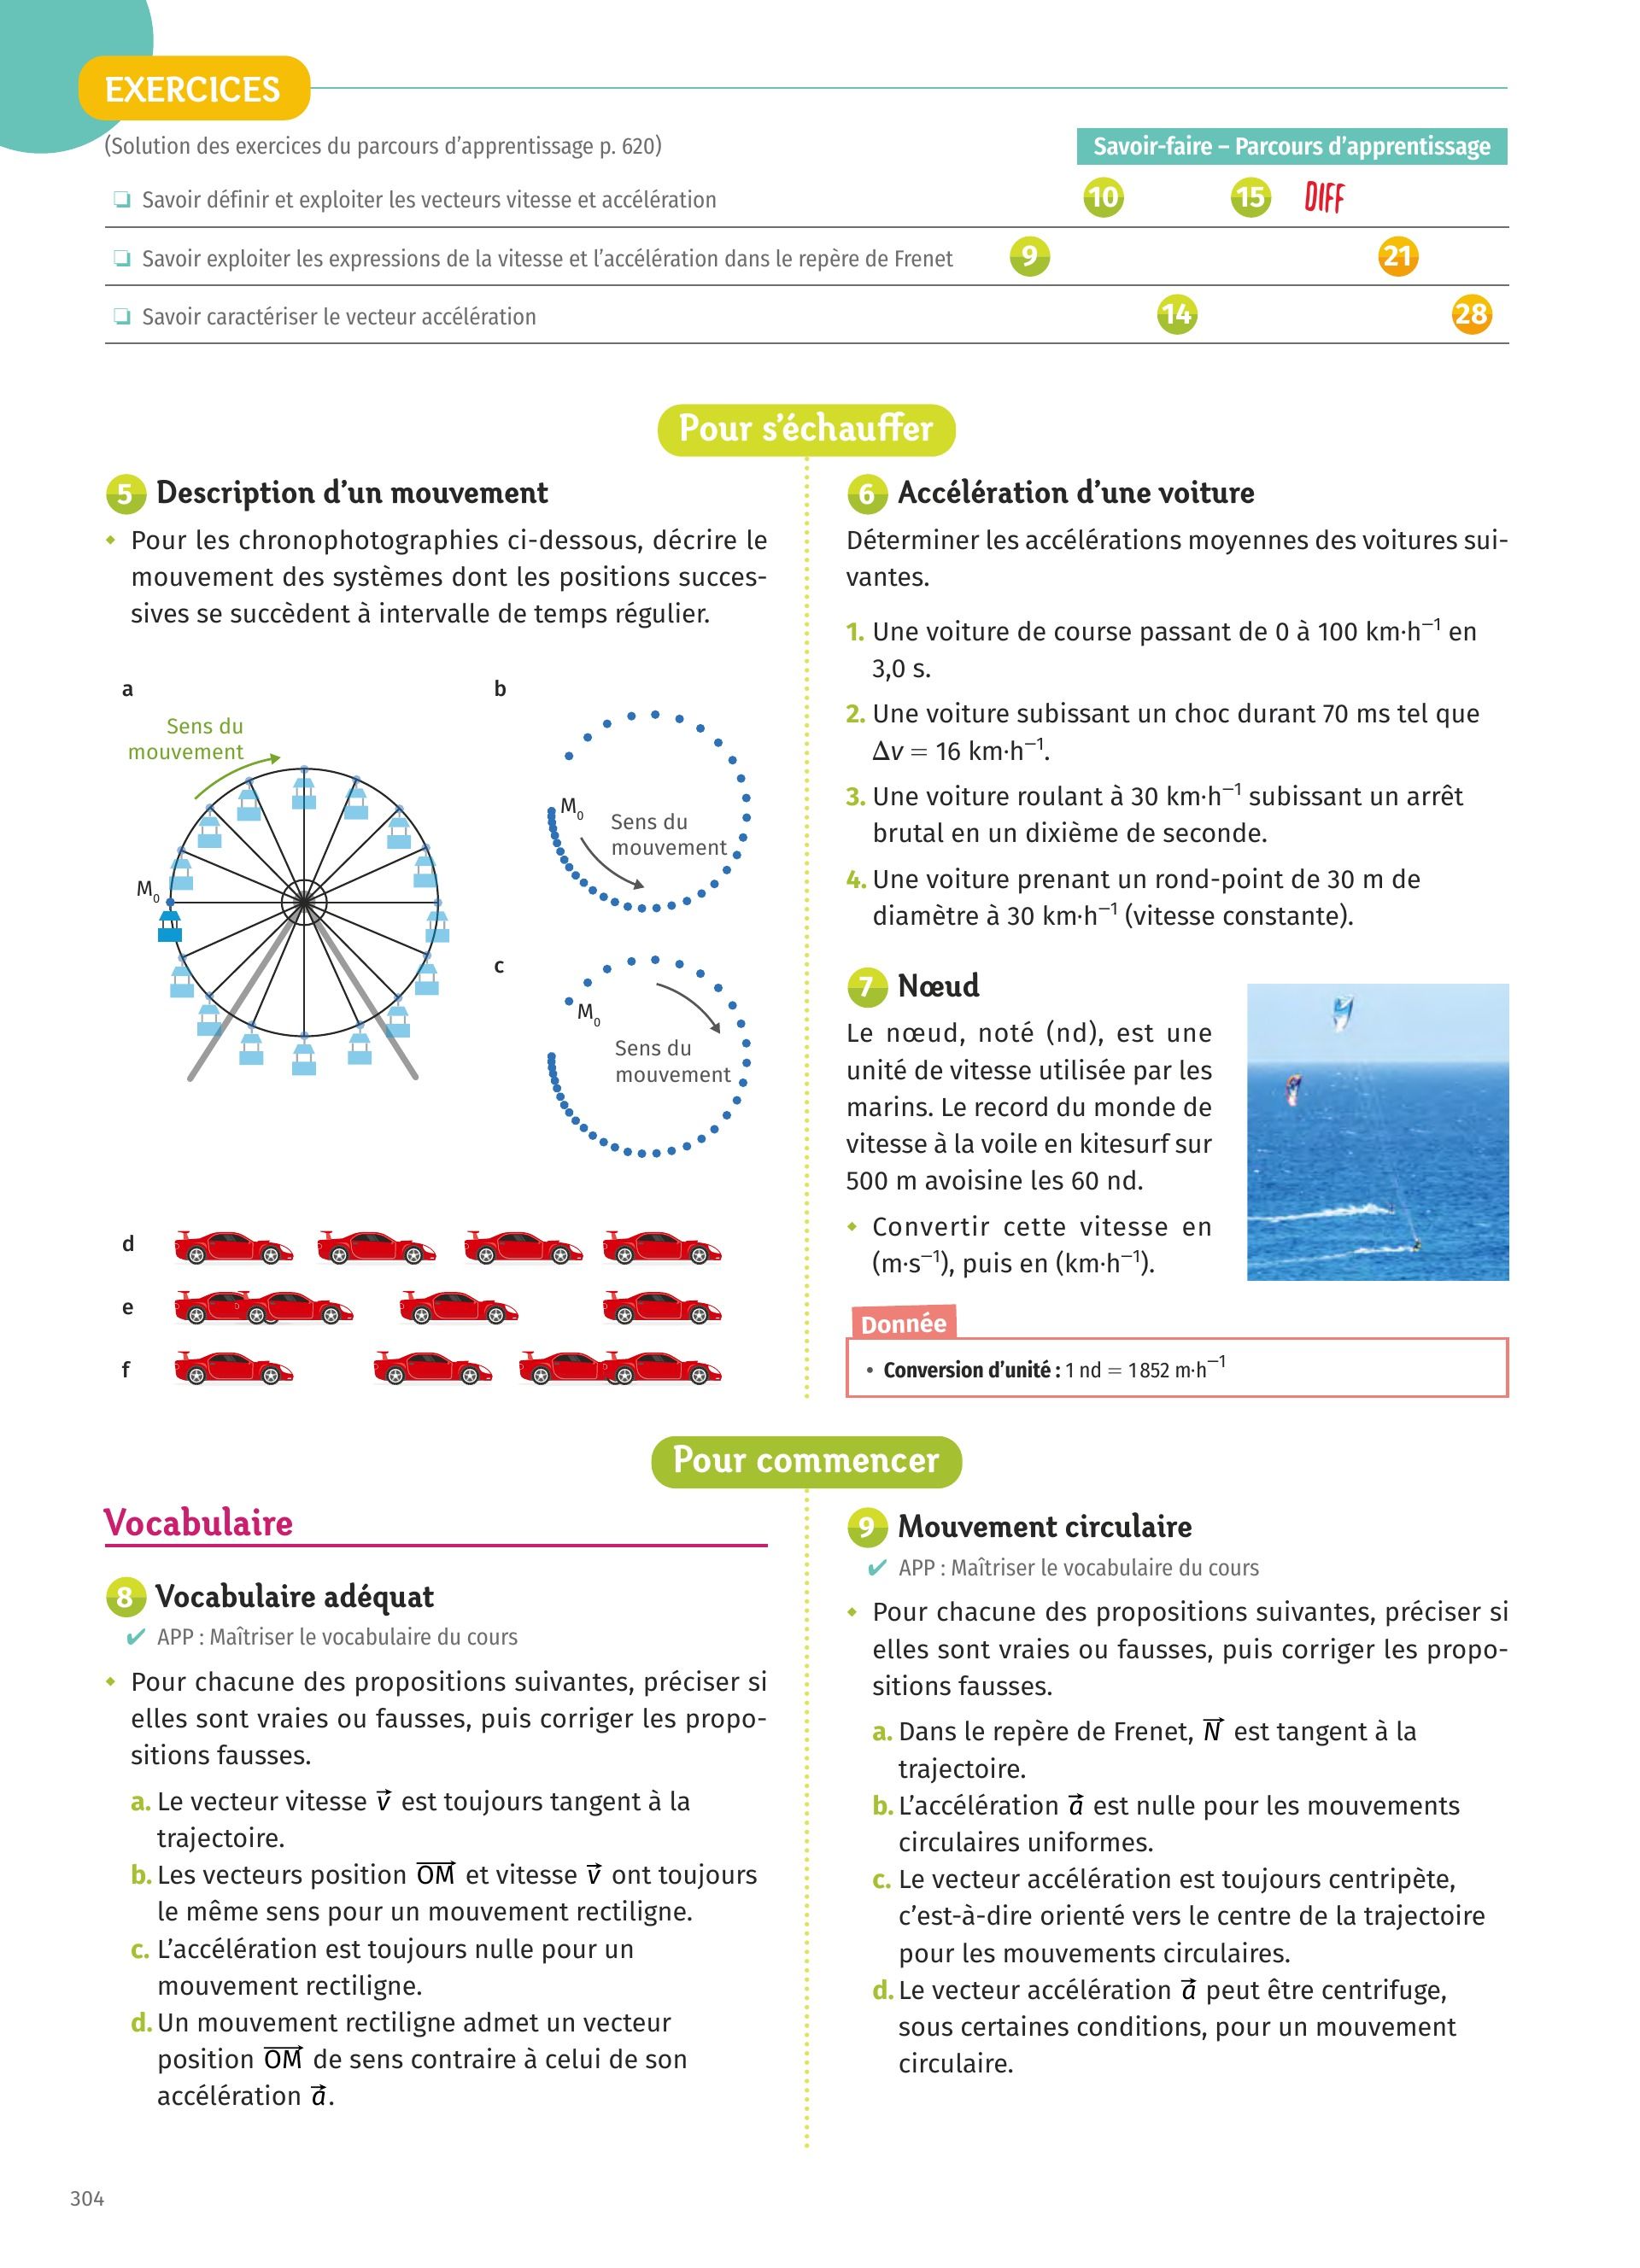 EXERCICES
(Solution des exercices du parcours d’apprentissage p. 620)
Savoir-faire – Parcours d’apprentissage
Savoir définir et exploiter les vecteurs vitesse et accélération
10 15 DIFF
Savoir exploiter les expressions de la vitesse et l’accélération dans le repère de Frenet
9 21
Savoir caractériser le vecteur accélération
14 28
Pour s’échauffer
5 Description d’un mouvement
Pour les chronophotographies ci-dessous, décrire le
mouvement des systèmes dont les positions succes-
sives se succèdent à intervalle de temps régulier.
a
Sens du
mouvement
M₀
b
M₀
Sens du
mouvement
c
M₀
Sens du
mouvement
d
e
f
6 Accélération d’une voiture
Déterminer les accélérations moyennes des voitures sui-
vantes.
1. Une voiture de course passant de 0 à 100 km·h⁻¹ en
3,0 s.
2. Une voiture subissant un choc durant 70 ms tel que
Δv = 16 km·h⁻¹.
3. Une voiture roulant à 30 km·h⁻¹ subissant un arrêt
brutal en un dixième de seconde.
4. Une voiture prenant un rond-point de 30 m de
diamètre à 30 km·h⁻¹ (vitesse constante).
7 Nœud
Le nœud, noté (nd), est une
unité de vitesse utilisée par les
marins. Le record du monde de
vitesse à la voile en kitesurf sur
500 m avoisine les 60 nd.
Convertir cette vitesse en
(m·s⁻¹), puis en (km·h⁻¹).
Donnée
• Conversion d’unité : 1 nd = 1 852 m·h⁻¹
Pour commencer
Vocabulaire
8 Vocabulaire adéquat
✔ APP : Maîtriser le vocabulaire du cours
Pour chacune des propositions suivantes, préciser si
elles sont vraies ou fausses, puis corriger les propo-
sitions fausses.
a. Le vecteur vitesse v⃗ est toujours tangent à la
trajectoire.
b. Les vecteurs position OM⃗ et vitesse v⃗ ont toujours
le même sens pour un mouvement rectiligne.
c. L’accélération est toujours nulle pour un
mouvement rectiligne.
d. Un mouvement rectiligne admet un vecteur
position OM⃗ de sens contraire à celui de son
accélération a⃗.
9 Mouvement circulaire
✔ APP : Maîtriser le vocabulaire du cours
Pour chacune des propositions suivantes, préciser si
elles sont vraies ou fausses, puis corriger les propo-
sitions fausses.
a. Dans le repère de Frenet, N⃗ est tangent à la
trajectoire.
b. L’accélération a⃗ est nulle pour les mouvements
circulaires uniformes.
c. Le vecteur accélération est toujours centripète,
c’est-à-dire orienté vers le centre de la trajectoire
pour les mouvements circulaires.
d. Le vecteur accélération a⃗ peut être centrifuge,
sous certaines conditions, pour un mouvement
circulaire.
304